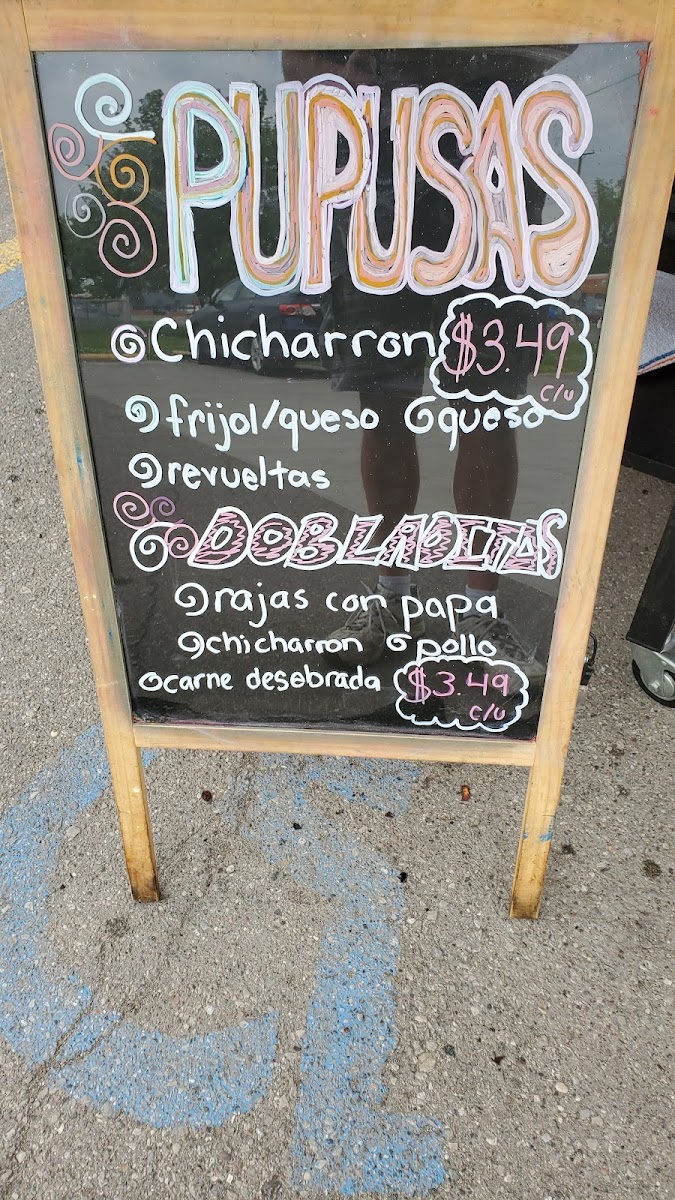 PUPUSAS
Chicharron $3.49 c/u
frijol/queso queso
revueltas
DOBLADITAS
rajas con papa
chicharron pollo
carne desebrada $3.49 c/u